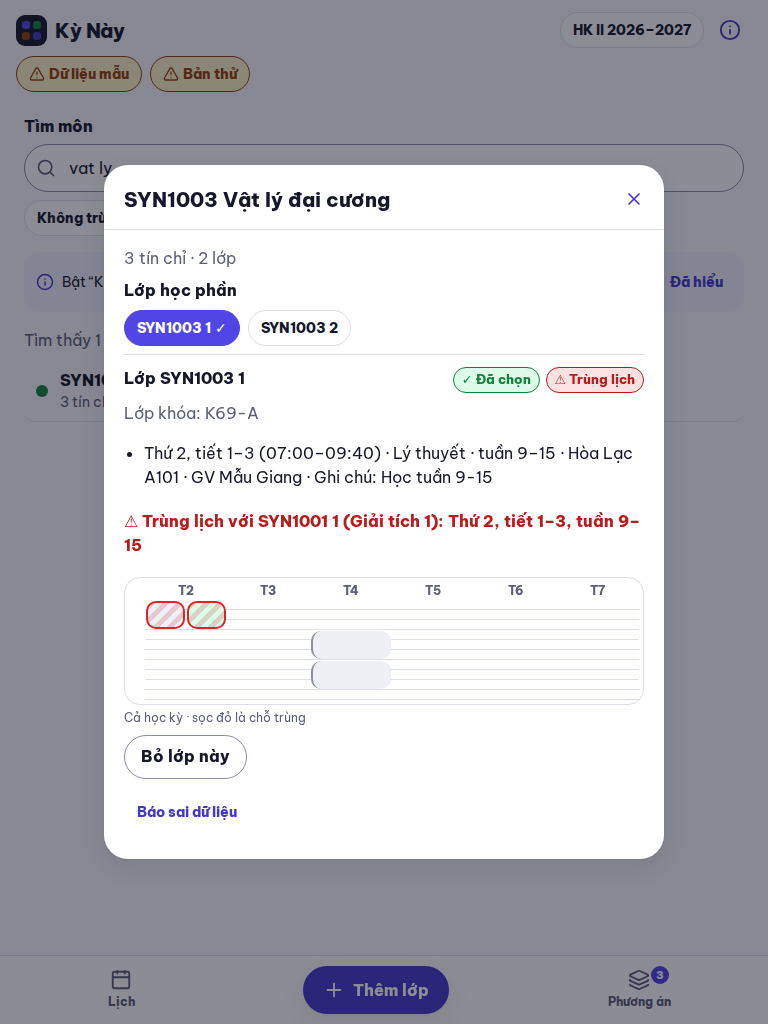 Kỳ Này
HK II 2026–2027
Dữ liệu mẫu
Bản thử
Tìm môn
vat ly
Không trù
Bật “K
Đã hiểu
Tìm thấy 1
SYN10
3 tín ch
SYN1003 Vật lý đại cương
3 tín chỉ · 2 lớp
Lớp học phần
SYN1003 1 ✓
SYN1003 2
Lớp SYN1003 1
✓ Đã chọn
⚠ Trùng lịch
Lớp khóa: K69-A
• Thứ 2, tiết 1–3 (07:00–09:40) · Lý thuyết · tuần 9–15 · Hòa Lạc
A101 · GV Mẫu Giang · Ghi chú: Học tuần 9-15
⚠ Trùng lịch với SYN1001 1 (Giải tích 1): Thứ 2, tiết 1–3, tuần 9–
15
T2 T3 T4 T5 T6 T7
Cả học kỳ · sọc đỏ là chỗ trùng
Bỏ lớp này
Báo sai dữ liệu
Lịch
Thêm lớp
3
Phương án